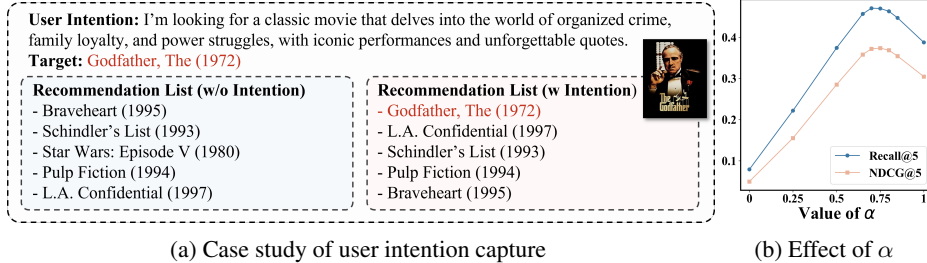 User Intention: I'm looking for a classic movie that delves into the world of organized crime,
family loyalty, and power struggles, with iconic performances and unforgettable quotes.
Target: Godfather, The (1972)
Recommendation List (w/o Intention)
- Braveheart (1995)
- Schindler's List (1993)
- Star Wars: Episode V (1980)
- Pulp Fiction (1994)
- L.A. Confidential (1997)
Recommendation List (w Intention)
- Godfather, The (1972)
- L.A. Confidential (1997)
- Schindler's List (1993)
- Pulp Fiction (1994)
- Braveheart (1995)
The
Godfather
(a) Case study of user intention capture
0.4
0.3
0.2
0.1
Recall@5
NDCG@5
0 0.25 0.5 0.75 1
Value of α
(b) Effect of α